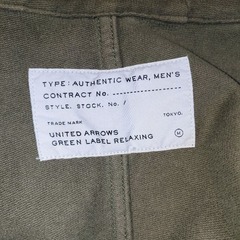 TYPE: AUTHENTIC WEAR, MEN'S
CONTRACT No. --------------------
STYLE. STOCK. No. /
TRADE MARK TOKYO.
UNITED ARROWS M
GREEN LABEL RELAXING